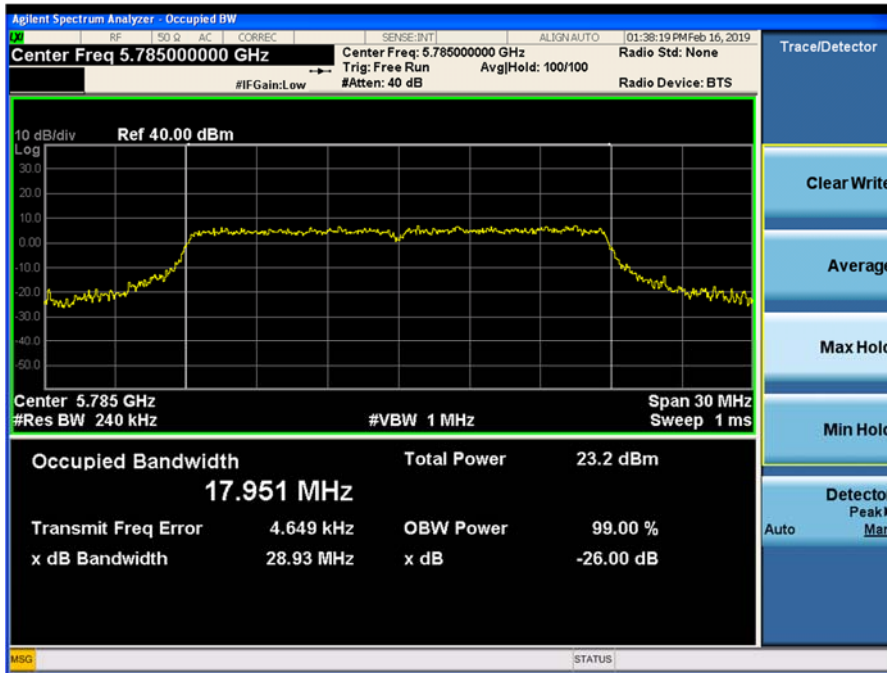 Agilent Spectrum Analyzer - Occupied BW
LXI RF 50 Ω AC CORREC SENSE:INT ALIGN AUTO 01:38:19 PM Feb 16, 2019
Center Freq 5.785000000 GHz
Center Freq: 5.785000000 GHz Radio Std: None
Trig: Free Run Avg|Hold: 100/100
#IFGain:Low #Atten: 40 dB Radio Device: BTS
Trace/Detector
10 dB/div Ref 40.00 dBm
Log
30.0
20.0
10.0
0.00
-10.0
-20.0
-30.0
-40.0
-50.0
Center 5.785 GHz Span 30 MHz
#Res BW 240 kHz #VBW 1 MHz Sweep 1 ms
Clear Write
Average
Max Hold
Min Hold
Detector
Peak
Auto Man
Occupied Bandwidth Total Power 23.2 dBm
17.951 MHz
Transmit Freq Error 4.649 kHz OBW Power 99.00 %
x dB Bandwidth 28.93 MHz x dB -26.00 dB
MSG STATUS